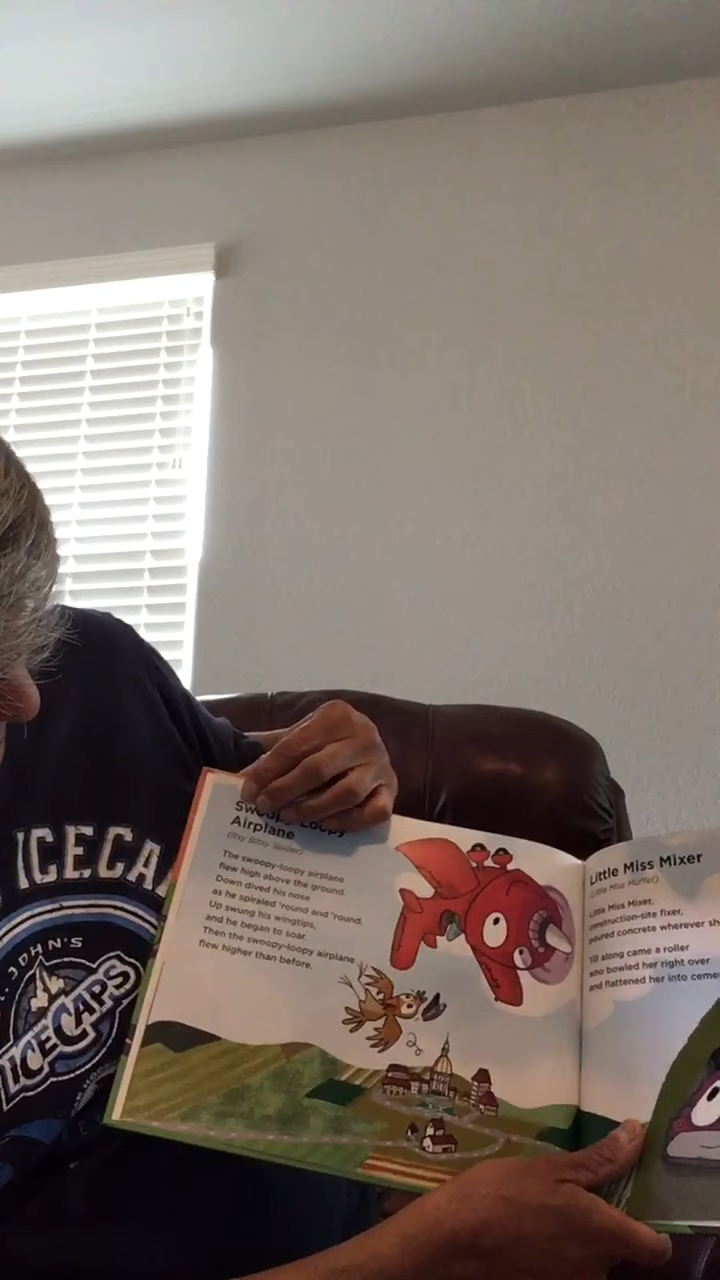 ICECA
JOHN'S
ICECAPS
Swoopy-Loopy
Airplane
(Itsy Bitsy Spider)
The swoopy-loopy airplane
flew high above the ground.
Down dived his nose
as he spiraled 'round and 'round.
Up swung his wingtips,
and he began to soar.
Then the swoopy-loopy airplane
flew higher than before.
Little Miss Mixer
(Little Miss Muffet)
Little Miss Mixer,
construction-site fixer,
poured concrete wherever sh
Till along came a roller
who bowled her right over
and flattened her into ceme